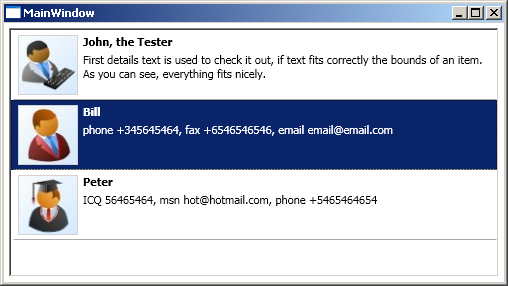 MainWindow
John, the Tester
First details text is used to check it out, if text fits correctly the bounds of an item.
As you can see, everything fits nicely.
Bill
phone +345645464, fax +6546546546, email email@email.com
Peter
ICQ 56465464, msn hot@hotmail.com, phone +5465464654